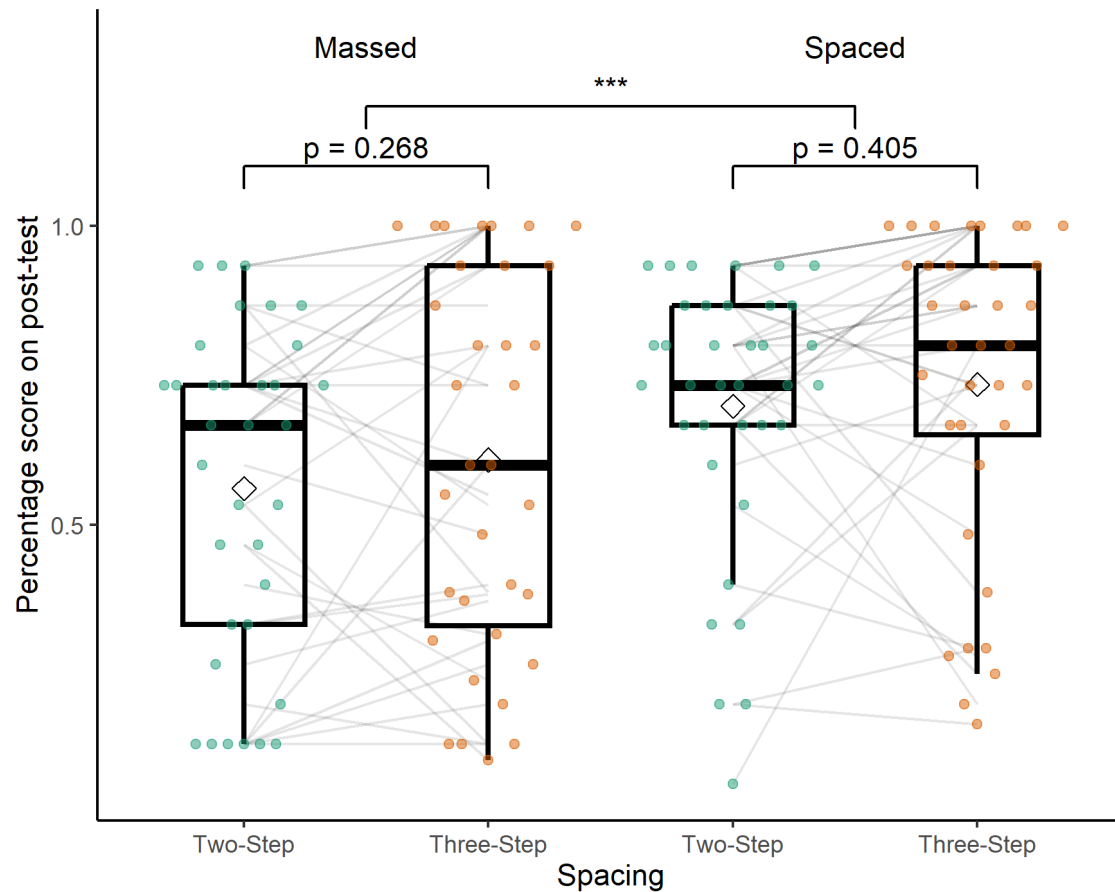 Massed
Spaced
***
p = 0.268
p = 0.405
Percentage score on post-test
1.0
0.5
Two-Step
Three-Step
Two-Step
Three-Step
Spacing